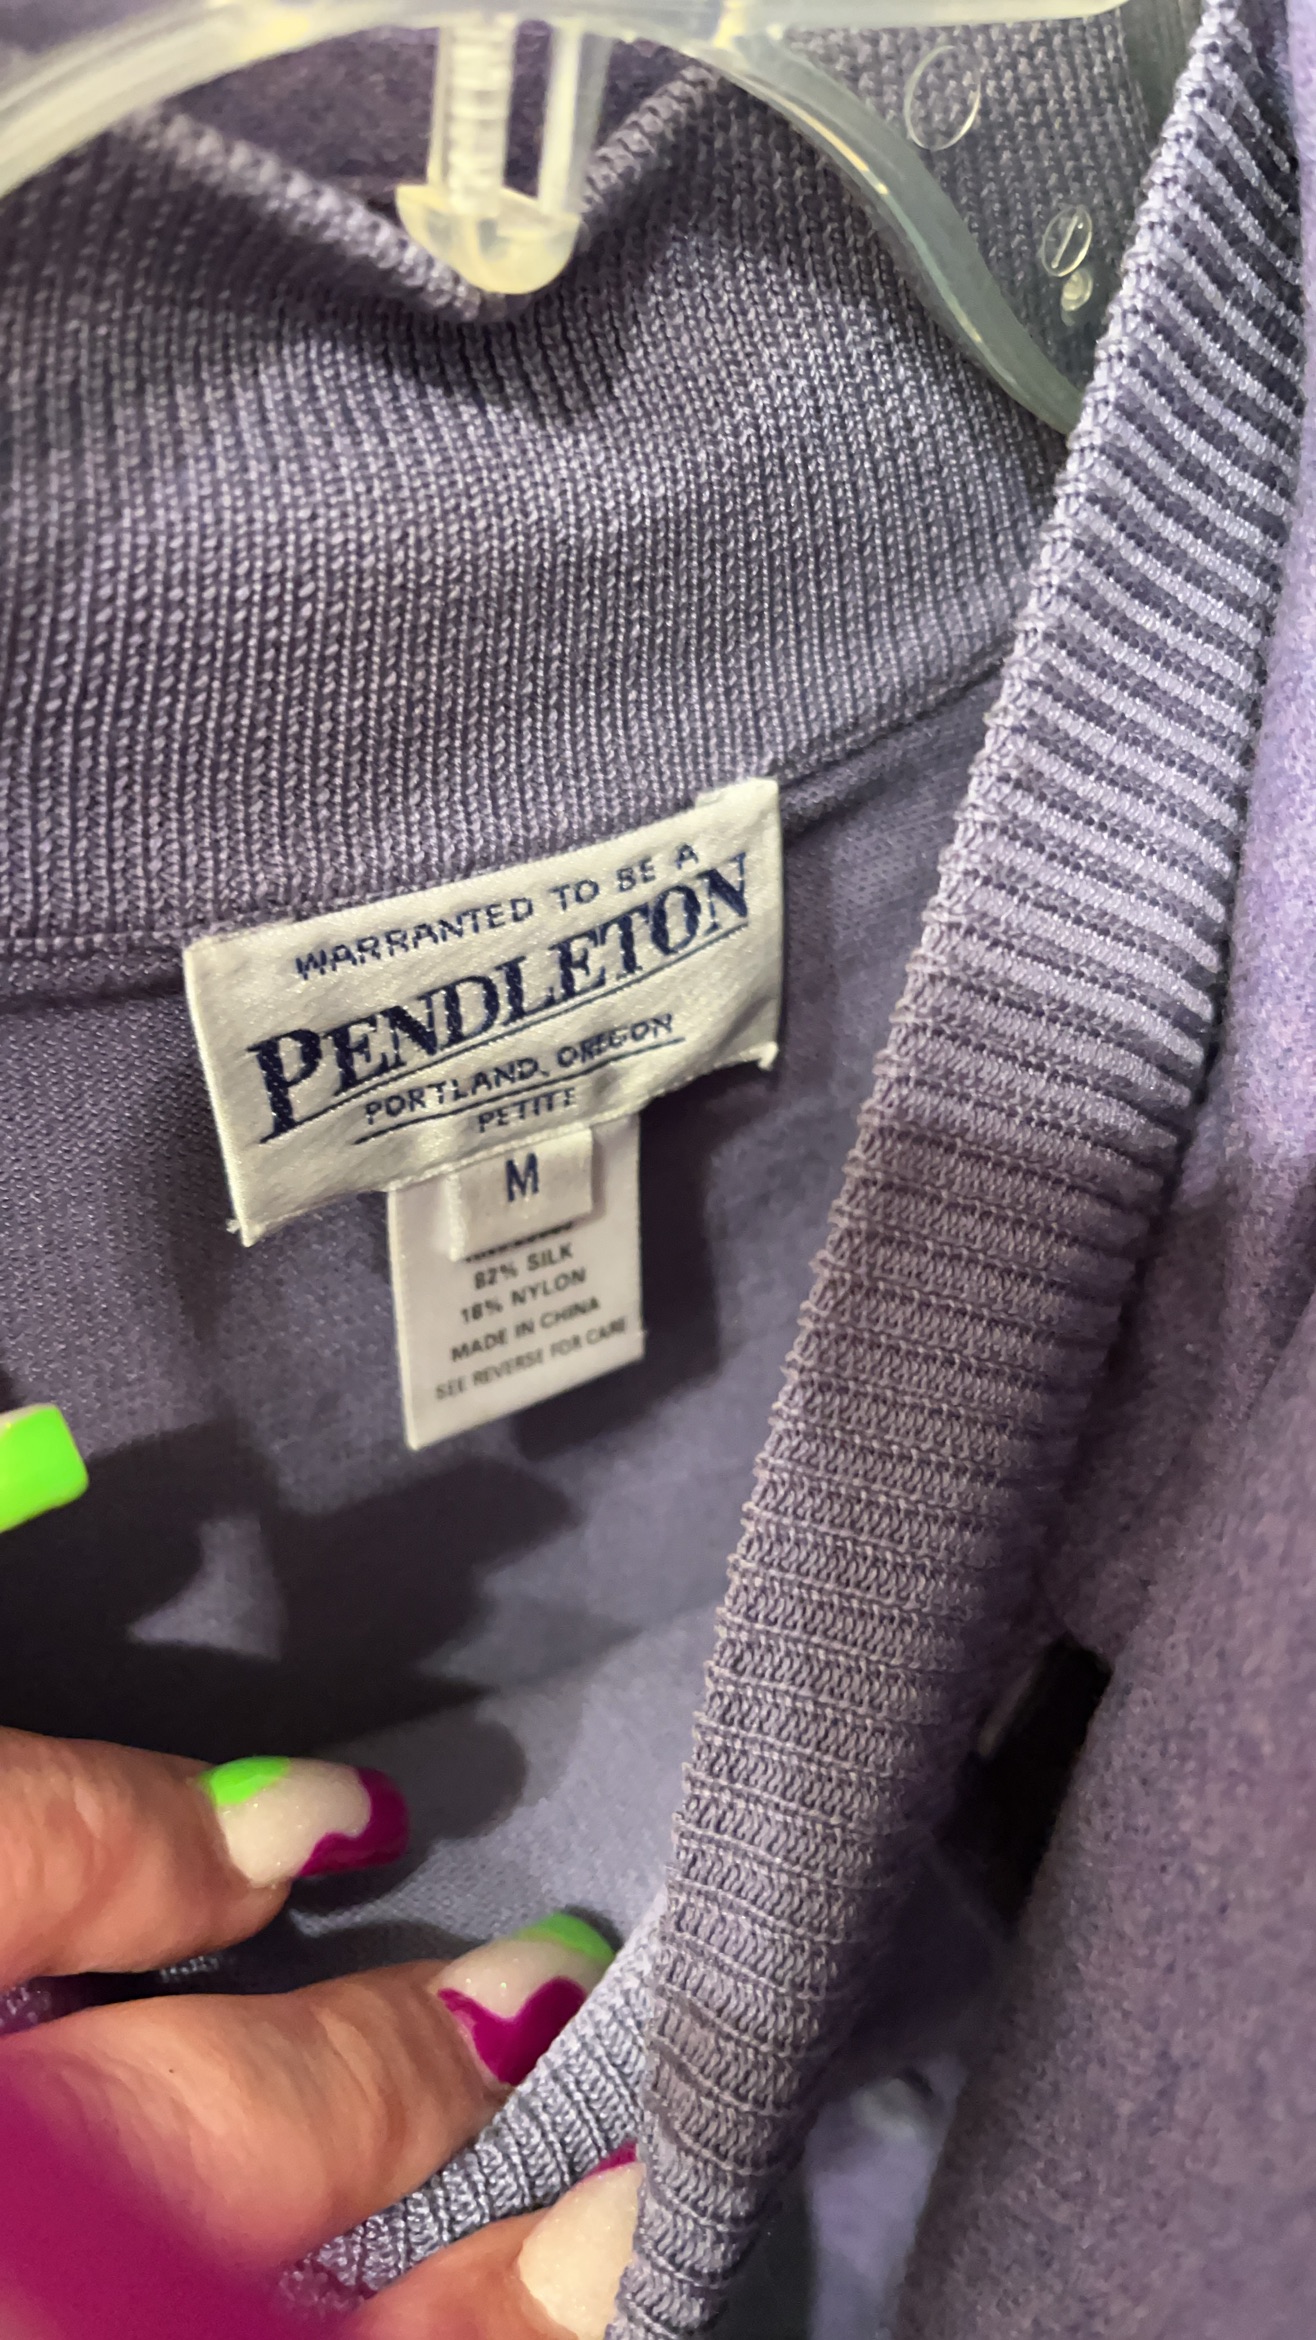 WARRANTED TO BE A
PENDLETON
PORTLAND, OREGON
PETITE
M
82% SILK
18% NYLON
MADE IN CHINA
SEE REVERSE FOR CARE